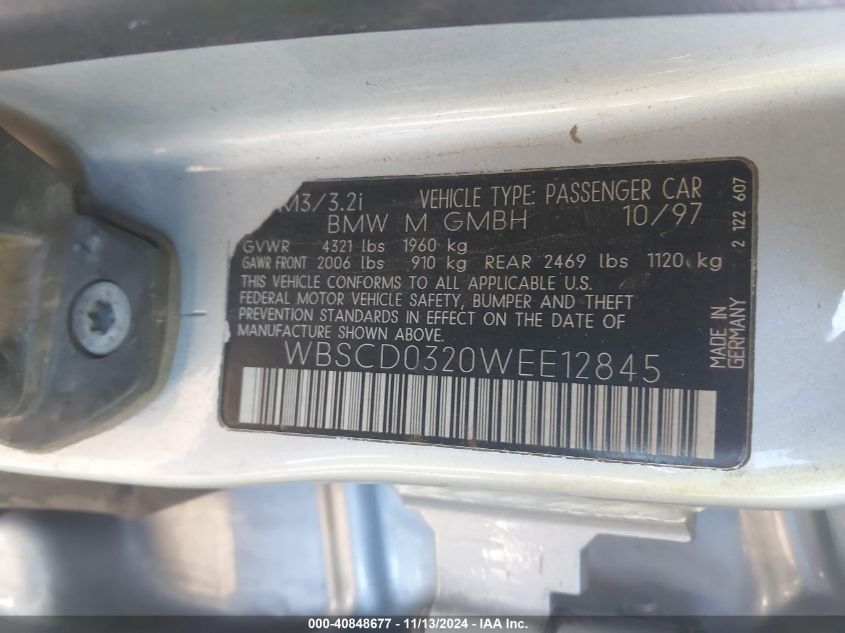 M3/3.2i VEHICLE TYPE: PASSENGER CAR
BMW M GMBH 10/97
GVWR 4321 lbs 1960 kg
GAWR FRONT 2006 lbs 910 kg REAR 2469 lbs 1120 kg
THIS VEHICLE CONFORMS TO ALL APPLICABLE U.S.
FEDERAL MOTOR VEHICLE SAFETY, BUMPER AND THEFT
PREVENTION STANDARDS IN EFFECT ON THE DATE OF
MANUFACTURE SHOWN ABOVE.
WBSCD0320WEE12845
2 122 607
MADE IN
GERMANY
000-40848677 - 11/13/2024 - IAA Inc.